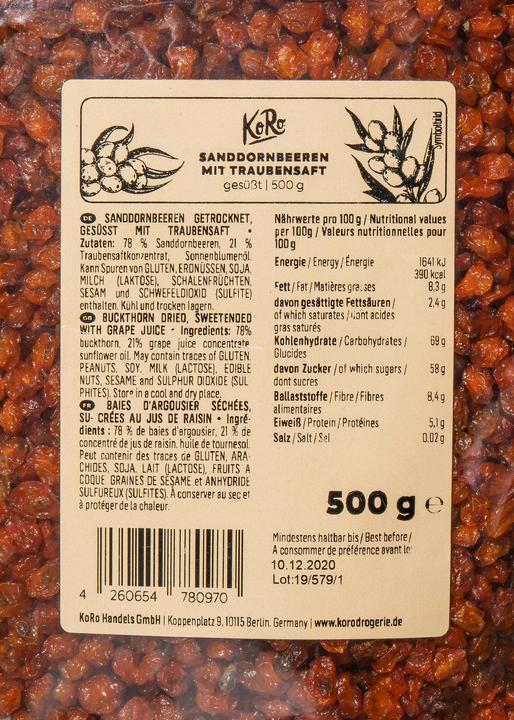 KoRo
SANDDORNBEEREN
MIT TRAUBENSAFT
gesüßt | 500 g
symbolbild
DE SANDDORNBEEREN GETROCKNET,
GESÜSST MIT TRAUBENSAFT •
Zutaten: 78 % Sanddornbeeren, 21 %
Traubensaftkonzentrat, Sonnenblumenöl.
Kann Spuren von GLUTEN, ERDNÜSSEN, SOJA,
MILCH (LAKTOSE), SCHALENFRÜCHTEN,
SESAM und SCHWEFELDIOXID (SULFITE)
enthalten. Kühl und trocken lagern.
GB BUCKTHORN DRIED, SWEETENDED
WITH GRAPE JUICE • Ingredients: 78%
buckthorn, 21% grape juice concentrate,
sunflower oil. May contain traces of GLUTEN,
PEANUTS, SOY, MILK (LACTOSE), EDIBLE
NUTS, SESAME and SULPHUR DIOXIDE (SUL
PHITES). Store in a cool and dry place.
FR BAIES D'ARGOUSIER SÉCHÉES,
SU- CRÉES AU JUS DE RAISIN • Ingré-
dients : 78 % de baies d'argousier, 21 % de
concentré de jus de raisin, huile de tournesol.
Peut contenir des traces de GLUTEN, ARA-
CHIDES, SOJA, LAIT (LACTOSE), FRUITS A
COQUE GRAINES DE SÉSAME et ANHYDRIDE
SULFUREUX (SULFITES). À conserver au sec et
à protéger de la chaleur.
Nährwerte pro 100 g / Nutritional values
per 100g / Valeurs nutritionnelles pour
100 g
Energie / Energy / Énergie 1641 kJ
390 kcal
Fett / Fat / Matières grasses 8,3 g
davon gesättigte Fettsäuren / 2,4 g
of which saturates / dont acides
gras saturés
Kohlenhydrate / Carbohydrates / 69 g
Glucides
davon Zucker / of which sugars / 58 g
dont sucres
Ballaststoffe / Fibre / Fibres 8,4 g
alimentaires
Eiweiß / Protein / Protéines 5,1 g
Salz / Salt / Sel 0,02 g
500 g ℮
Mindestens haltbar bis / Best before /
A consommer de préférence avant le:
10.12.2020
Lot:19/579/1
4 260654 780970
KoRo Handels GmbH | Koppenplatz 9, 10115 Berlin, Germany | www.korodrogerie.de